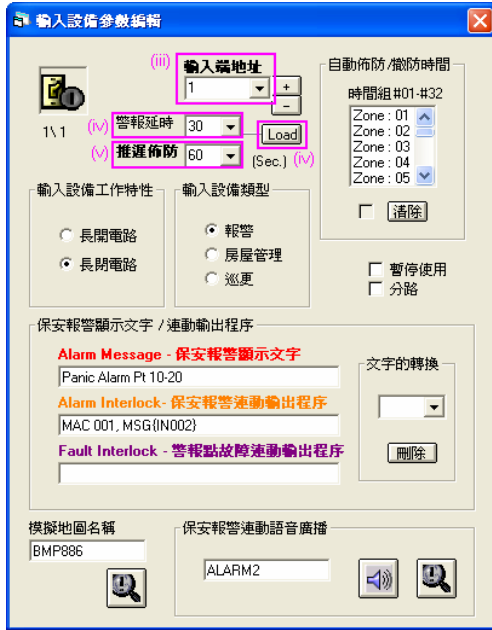 輸入設備參數編輯
(iii) 輸入端地址
1
+
-
1\ 1
(iv) 警報延時 30
Load
(v) 推遲佈防 60
(Sec.) (iv)
自動佈防/撤防時間
時間組#01-#32
Zone : 01
Zone : 02
Zone : 03
Zone : 04
Zone : 05
清除
輸入設備工作特性
長開電路
長閉電路
輸入設備類型
報警
房屋管理
巡更
暫停使用
分路
保安報警顯示文字 / 連動輸出程序
Alarm Message - 保安報警顯示文字
Panic Alarm Pt 10-20
Alarm Interlock- 保安報警連動輸出程序
MAC 001, MSG{IN002}
Fault Interlock - 警報點故障連動輸出程序
文字的轉換
刪除
模擬地圖名稱
BMP886
保安報警連動語音廣播
ALARM2